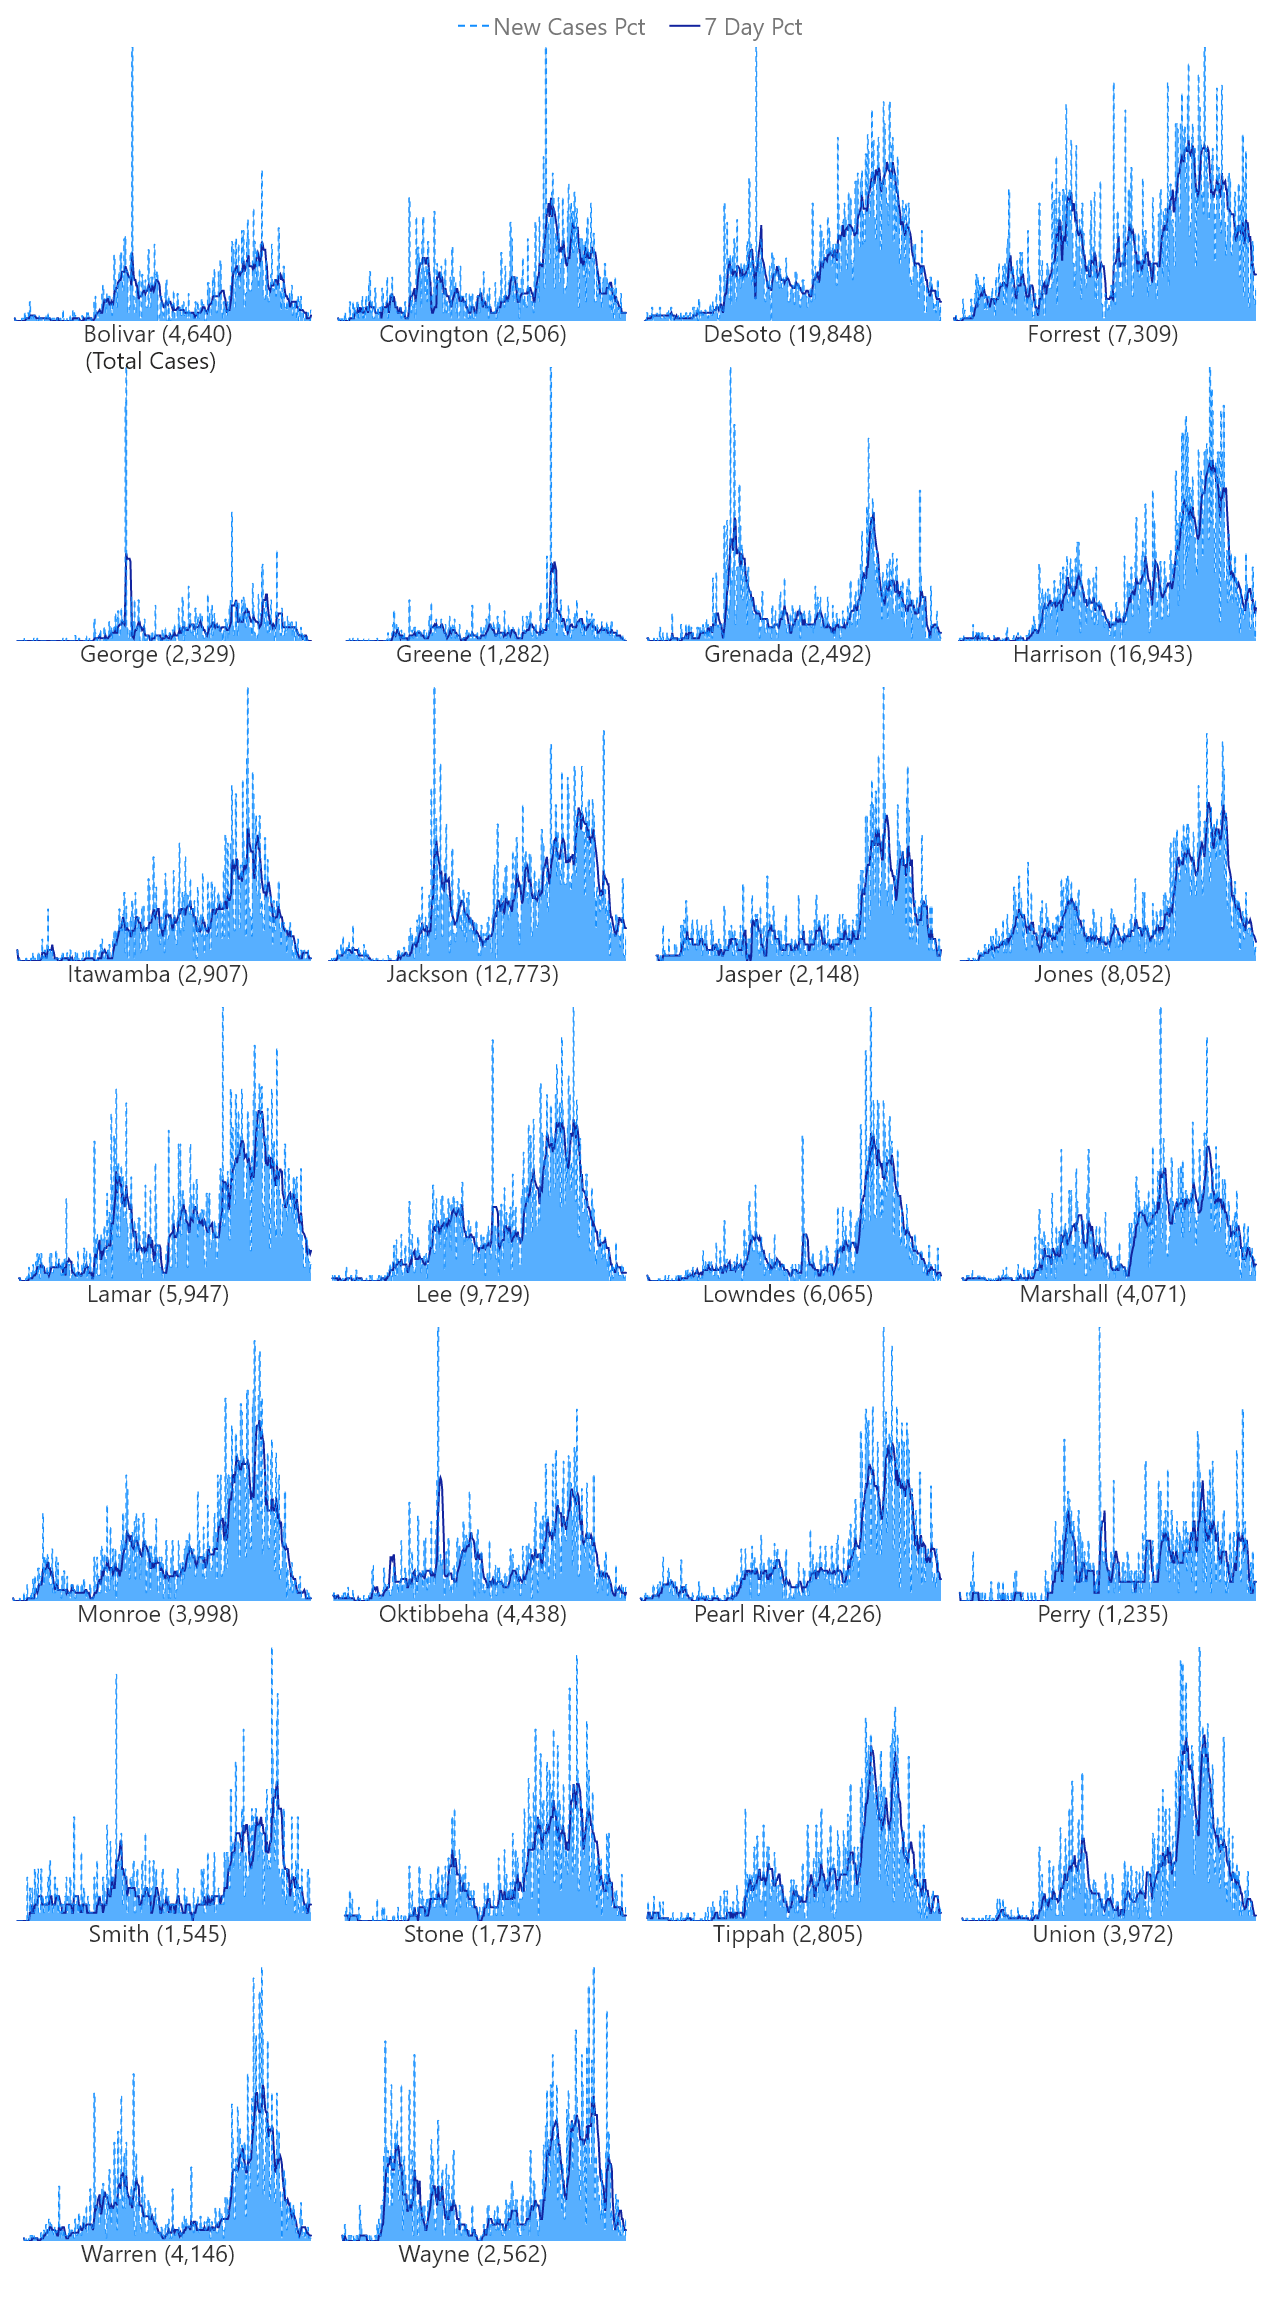 New Cases Pct 7 Day Pct
Bolivar (4,640) Covington (2,506) DeSoto (19,848) Forrest (7,309)
(Total Cases)
George (2,329) Greene (1,282) Grenada (2,492) Harrison (16,943)
Itawamba (2,907) Jackson (12,773) Jasper (2,148) Jones (8,052)
Lamar (5,947) Lee (9,729) Lowndes (6,065) Marshall (4,071)
Monroe (3,998) Oktibbeha (4,438) Pearl River (4,226) Perry (1,235)
Smith (1,545) Stone (1,737) Tippah (2,805) Union (3,972)
Warren (4,146) Wayne (2,562)